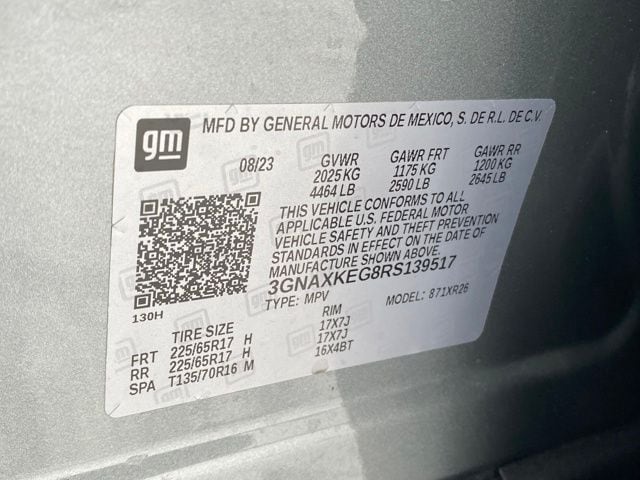 gm
MFD BY GENERAL MOTORS DE MEXICO, S. DE R.L. DE C.V.
08/23 GVWR GAWR FRT GAWR RR
2025 KG 1175 KG 1200 KG
4464 LB 2590 LB 2645 LB
THIS VEHICLE CONFORMS TO ALL
APPLICABLE U.S. FEDERAL MOTOR
VEHICLE SAFETY AND THEFT PREVENTION
STANDARDS IN EFFECT ON THE DATE OF
MANUFACTURE SHOWN ABOVE.
3GNAXKEG8RS139517
TYPE: MPV MODEL: 871XR26
130H
TIRE SIZE RIM
FRT 225/65R17 H 17X7J
RR 225/65R17 H 17X7J
SPA T135/70R16 M 16X4BT